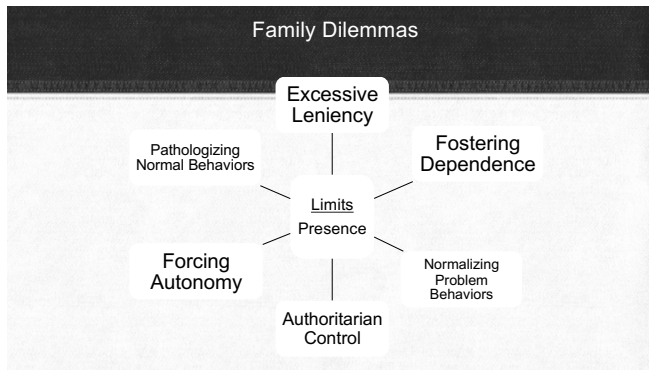 Family Dilemmas
Excessive
Leniency
Pathologizing
Normal Behaviors
Fostering
Dependence
Limits
Presence
Forcing
Autonomy
Normalizing
Problem
Behaviors
Authoritarian
Control